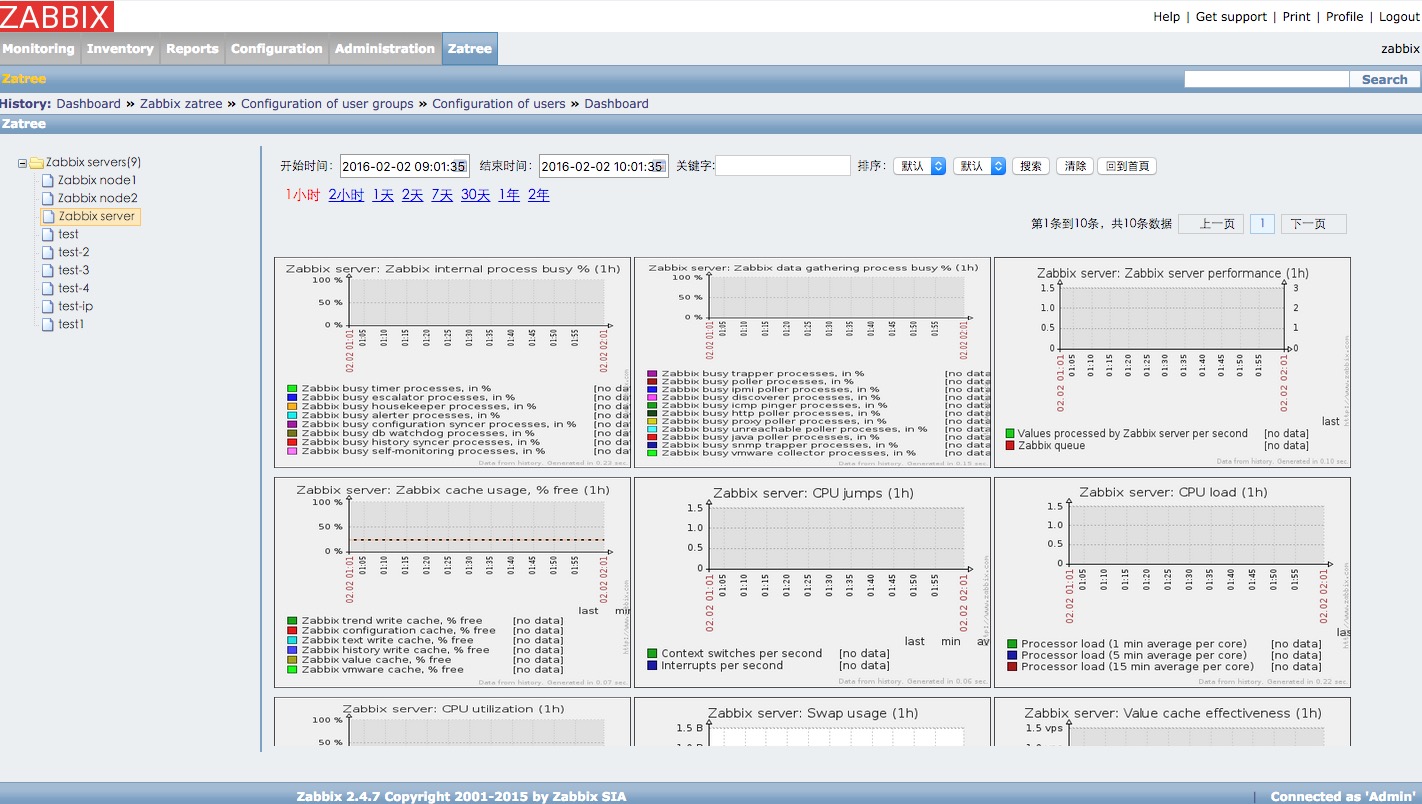 ZABBIX
Help | Get support | Print | Profile | Logout
Monitoring Inventory Reports Configuration Administration Zatree
zabbix
Zatree
Search
History: Dashboard » Zabbix zatree » Configuration of user groups » Configuration of users » Dashboard
Zatree
Zabbix servers(9)
Zabbix node1
Zabbix node2
Zabbix server
test
test-2
test-3
test-4
test-ip
test1
开始时间: 2016-02-02 09:01:35 结束时间: 2016-02-02 10:01:35 关键字: 排序: 默认 默认 搜索 清除 回到首頁
1小时 2小时 1天 2天 7天 30天 1年 2年
第1条到10条, 共10条数据 上一页 1 下一页
Zabbix server: Zabbix internal process busy % (1h)
100 %
50 %
0 %
02.02 01:01 01:05 01:10 01:15 01:20 01:25 01:30 01:35 01:40 01:45 01:50 01:55 02.02 02:01
Zabbix busy timer processes, in % [no da
Zabbix busy escalator processes, in % [no da
Zabbix busy housekeeper processes, in % [no da
Zabbix busy alerter processes, in % [no da
Zabbix busy configuration syncer processes, in % [no da
Zabbix busy db watchdog processes, in % [no da
Zabbix busy history syncer processes, in % [no da
Zabbix busy self-monitoring processes, in % [no da
Data from history. Generated in 0.23 sec.
Zabbix server: Zabbix data gathering process busy % (1h)
100 %
50 %
0 %
02.02 01:01 01:05 01:10 01:15 01:20 01:25 01:30 01:35 01:40 01:45 01:50 01:55 02.02 02:01
Zabbix busy trapper processes, in % [no data
Zabbix busy poller processes, in % [no data
Zabbix busy ipmi poller processes, in % [no data
Zabbix busy discoverer processes, in % [no data
Zabbix busy icmp pinger processes, in % [no data
Zabbix busy http poller processes, in % [no data
Zabbix busy proxy poller processes, in % [no data
Zabbix busy unreachable poller processes, in % [no data
Zabbix busy java poller processes, in % [no data
Zabbix busy snmp trapper processes, in % [no data
Zabbix busy vmware collector processes, in % [no data
Data from history. Generated in 0.15 sec.
Zabbix server: Zabbix server performance (1h)
1.5 3
1.0 2
0.5 1
0 0
02.02 01:01 01:05 01:10 01:15 01:20 01:25 01:30 01:35 01:40 01:45 01:50 01:55 02.02 02:01
last
Values processed by Zabbix server per second [no data]
Zabbix queue [no data]
http://www.zabbix.com
Data from history. Generated in 0.10 sec.
Zabbix server: Zabbix cache usage, % free (1h)
100 %
50 %
0 %
02.02 01:01 01:05 01:10 01:15 01:20 01:25 01:30 01:35 01:40 01:45 01:50 01:55 02.02 02:01
last min
Zabbix trend write cache, % free [no data]
Zabbix configuration cache, % free [no data]
Zabbix text write cache, % free [no data]
Zabbix history write cache, % free [no data]
Zabbix value cache, % free [no data]
Zabbix vmware cache, % free [no data]
http://www.zabbix.com
Data from history. Generated in 0.07 sec.
Zabbix server: CPU jumps (1h)
1.5
1.0
0.5
0
02.02 01:01 01:05 01:10 01:15 01:20 01:25 01:30 01:35 01:40 01:45 01:50 01:55 02.02 02:01
last min av
Context switches per second [no data]
Interrupts per second [no data]
http://www.zabbix.com
Data from history. Generated in 0.06 sec.
Zabbix server: CPU load (1h)
1.5
1.0
0.5
0
02.02 01:01 01:05 01:10 01:15 01:20 01:25 01:30 01:35 01:40 01:45 01:50 01:55 02.02 02:01
las
Processor load (1 min average per core) [no data]
Processor load (5 min average per core) [no data]
Processor load (15 min average per core) [no data]
Data from history. Generated in 0.22 sec.
Zabbix server: CPU utilization (1h)
100 %
50 %
Zabbix server: Swap usage (1h)
1.5 B
Zabbix server: Value cache effectiveness (1h)
1.5 vps
Zabbix 2.4.7 Copyright 2001-2015 by Zabbix SIA
| Connected as 'Admin'